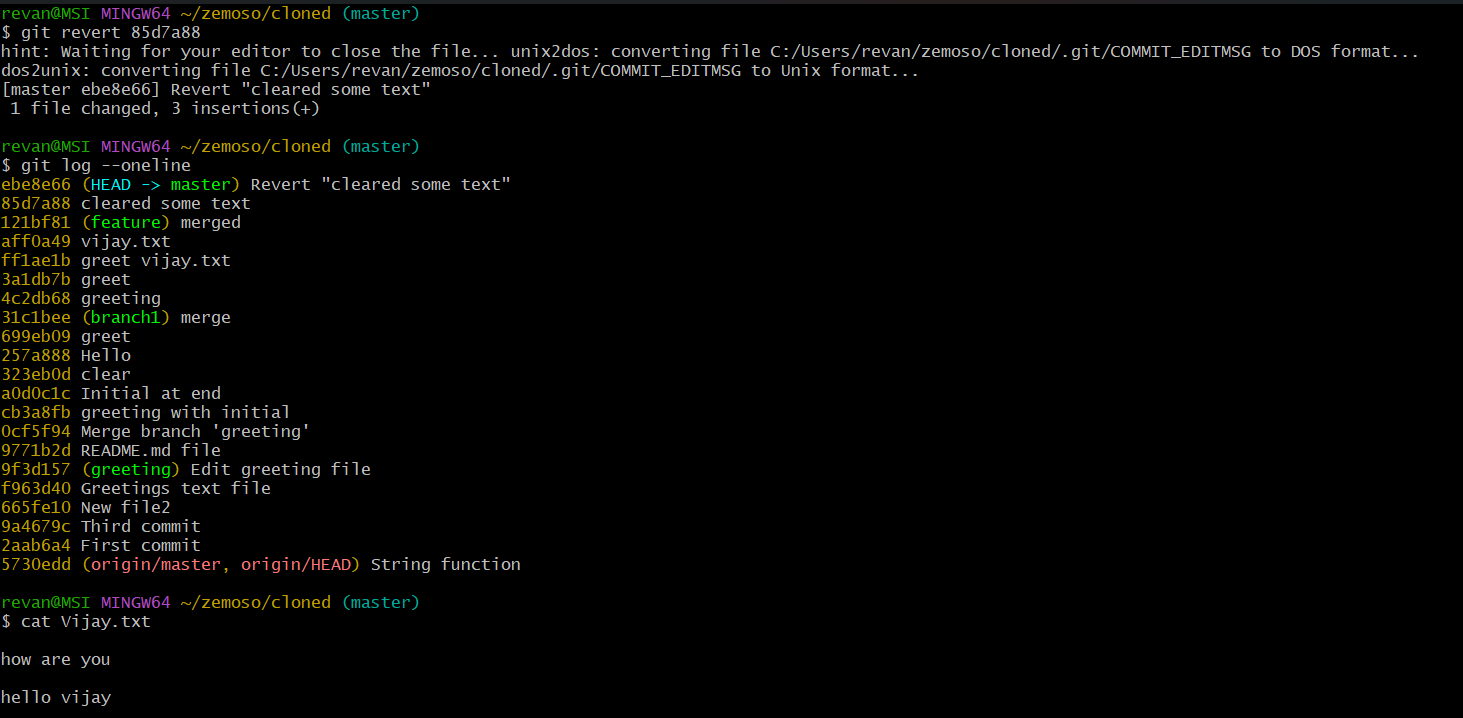 revan@MSI MINGW64 ~/zemoso/cloned (master)
$ git revert 85d7a88
hint: Waiting for your editor to close the file... unix2dos: converting file C:/Users/revan/zemoso/cloned/.git/COMMIT_EDITMSG to DOS format...
dos2unix: converting file C:/Users/revan/zemoso/cloned/.git/COMMIT_EDITMSG to Unix format...
[master ebe8e66] Revert "cleared some text"
 1 file changed, 3 insertions(+)
revan@MSI MINGW64 ~/zemoso/cloned (master)
$ git log --oneline
ebe8e66 (HEAD -> master) Revert "cleared some text"
85d7a88 cleared some text
121bf81 (feature) merged
aff0a49 vijay.txt
ff1ae1b greet vijay.txt
3a1db7b greet
4c2db68 greeting
31c1bee (branch1) merge
699eb09 greet
257a888 Hello
323eb0d clear
a0d0c1c Initial at end
cb3a8fb greeting with initial
0cf5f94 Merge branch 'greeting'
9771b2d README.md file
9f3d157 (greeting) Edit greeting file
f963d40 Greetings text file
665fe10 New file2
9a4679c Third commit
2aab6a4 First commit
5730edd (origin/master, origin/HEAD) String function
revan@MSI MINGW64 ~/zemoso/cloned (master)
$ cat Vijay.txt
how are you
hello vijay